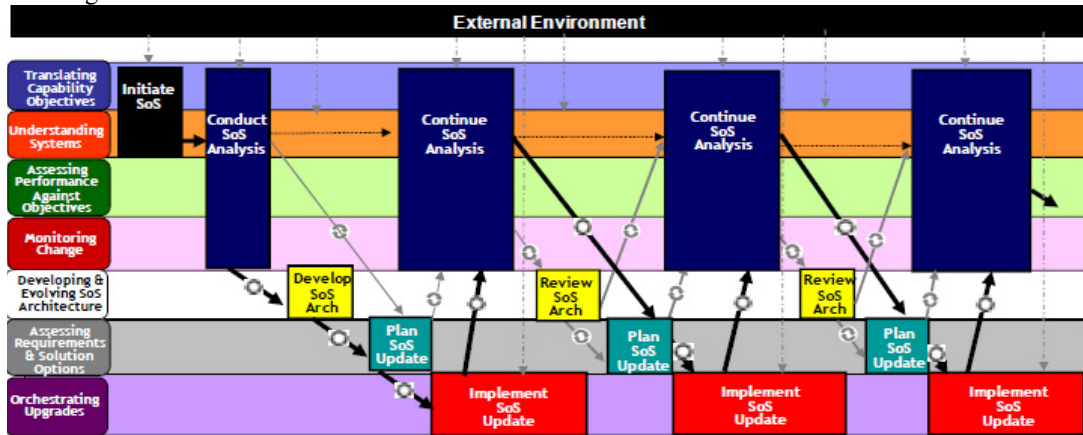 External Environment
Translating
Capability
Objectives
Initiate
SoS
Conduct
SoS
Analysis
Continue
SoS
Analysis
Continue
SoS
Analysis
Continue
SoS
Analysis
Understanding
Systems
Assessing
Performance
Against
Objectives
Monitoring
Change
Developing &
Evolving SoS
Architecture
Develop
SoS
Arch
Review
SoS
Arch
Review
SoS
Arch
Assessing
Requirements
& Solution
Options
Plan
SoS
Update
Plan
SoS
Update
Plan
SoS
Update
Orchestrating
Upgrades
Implement
SoS
Update
Implement
SoS
Update
Implement
SoS
Update